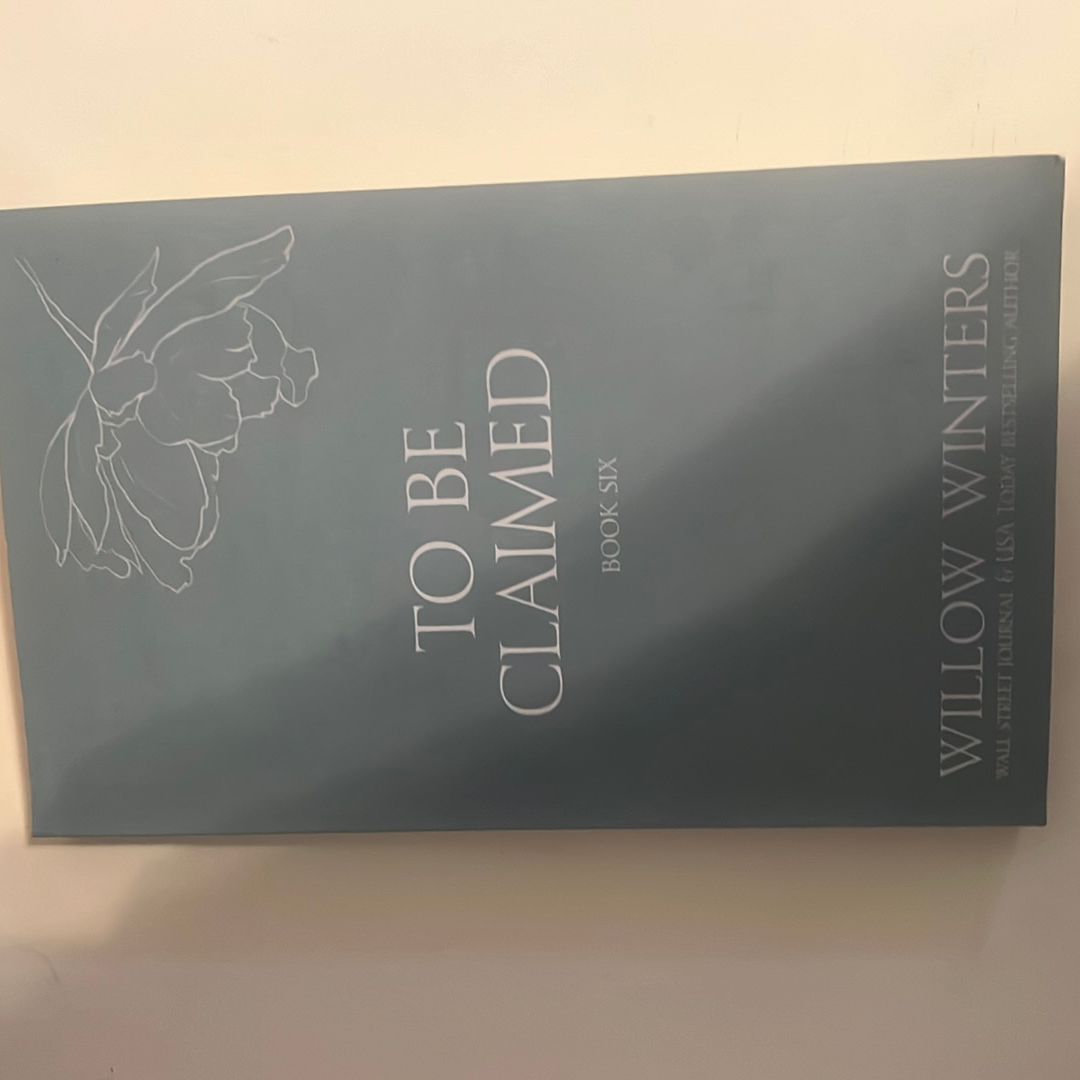 TO BE
CLAIMED
BOOK SIX
WILLOW WINTERS
WALL STREET JOURNAL & USA TODAY BESTSELLING AUTHOR